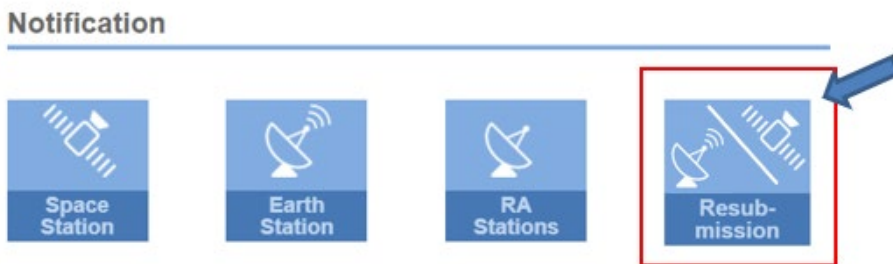 Notification
Space
Station
Earth
Station
RA
Stations
Resub-
mission